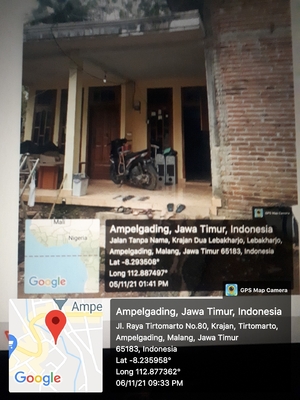 GPS Map Camera
Mali
Nigeria
Google
Ampelgading, Jawa Timur, Indonesia
Jalan Tanpa Nama, Krajan Dua Lebakharjo, Lebakharjo,
Ampelgading, Malang, Jawa Timur 65183, Indonesia
Lat -8.293508°
Long 112.887497°
05/11/21 01:41 PM
GPS Map Camera
Ampe
Google
Ampelgading, Jawa Timur, Indonesia
Jl. Raya Tirtomarto No.80, Krajan, Tirtomarto,
Ampelgading, Malang, Jawa Timur
65183, Indonesia
Lat -8.235958°
Long 112.877362°
06/11/21 09:33 PM